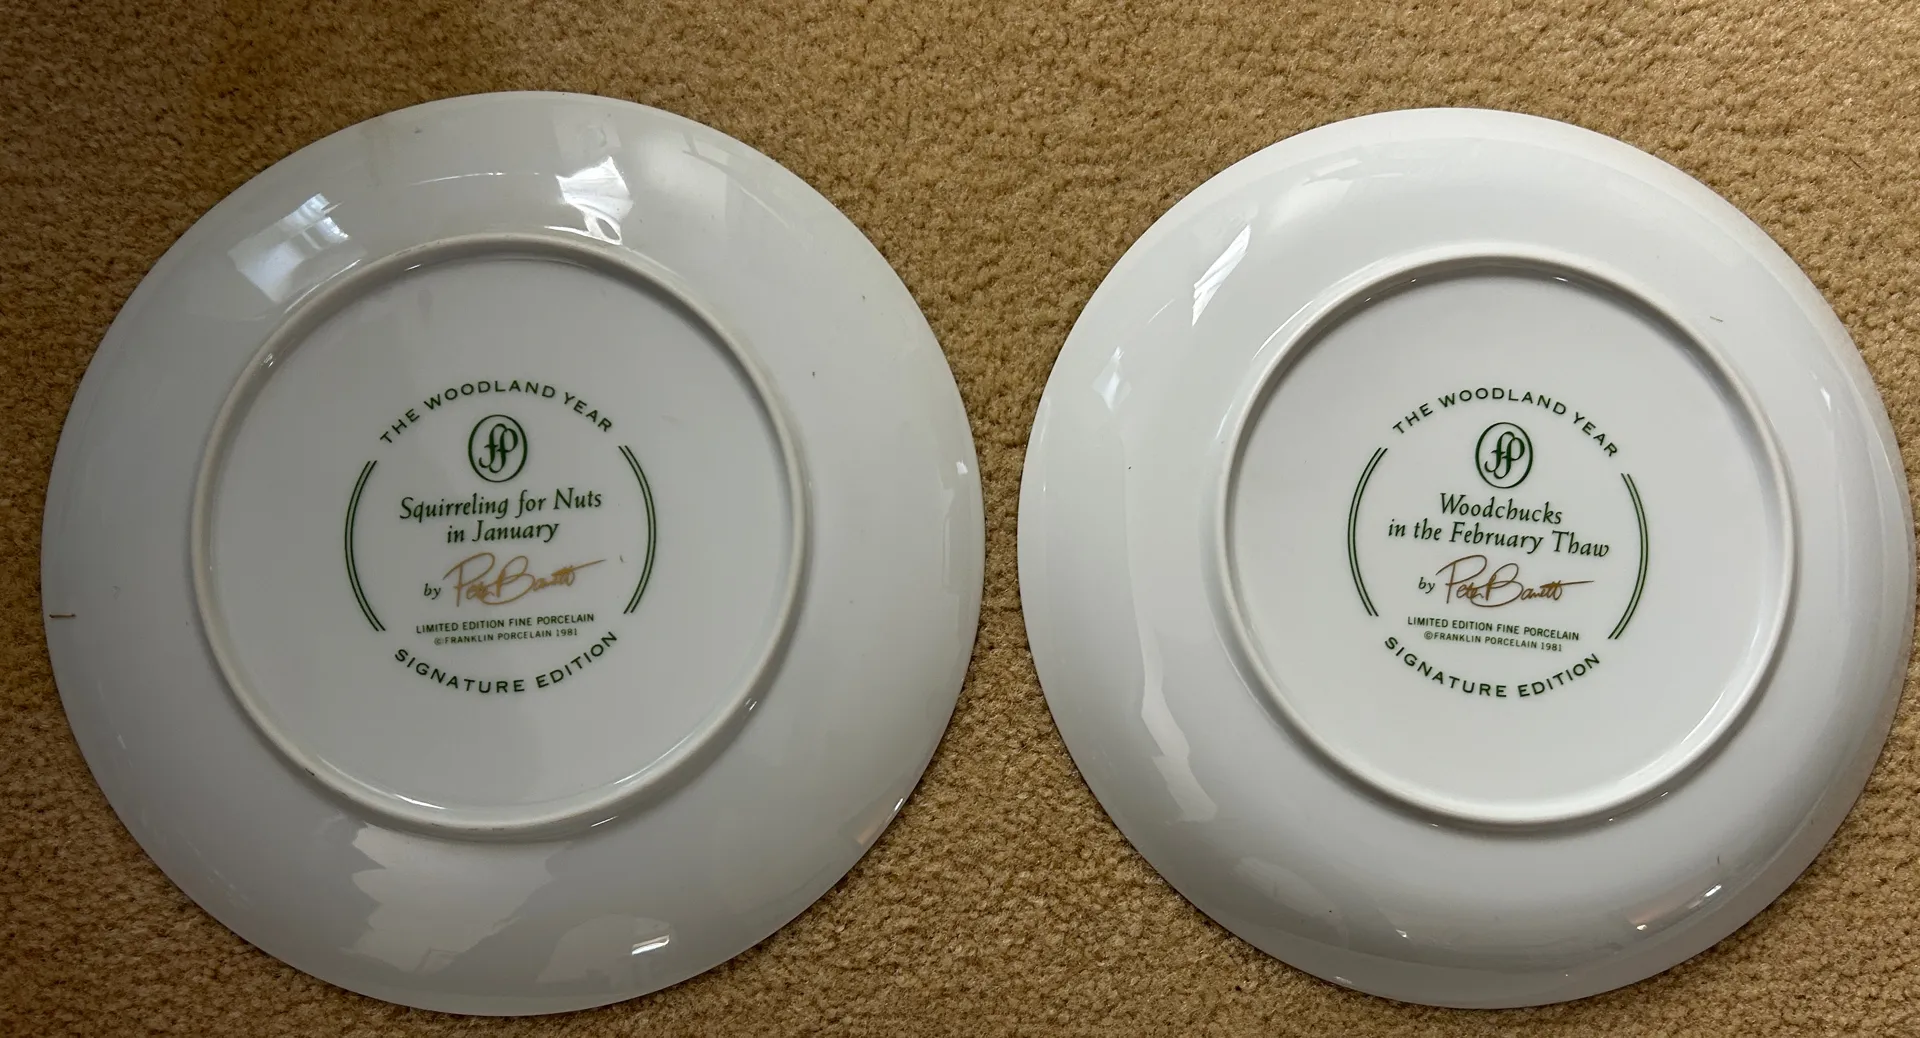 THE WOODLAND YEAR
fp
Squirreling for Nuts
in January
by Peter Barrett
LIMITED EDITION FINE PORCELAIN
©FRANKLIN PORCELAIN 1981
SIGNATURE EDITION
THE WOODLAND YEAR
fp
Woodchucks
in the February Thaw
by Peter Barrett
LIMITED EDITION FINE PORCELAIN
©FRANKLIN PORCELAIN 1981
SIGNATURE EDITION